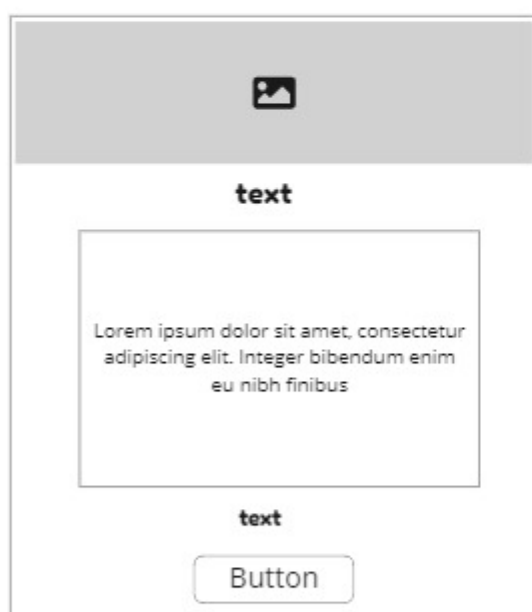 text
Lorem ipsum dolor sit amet, consectetur
adipiscing elit. Integer bibendum enim
eu nibh finibus
text
Button